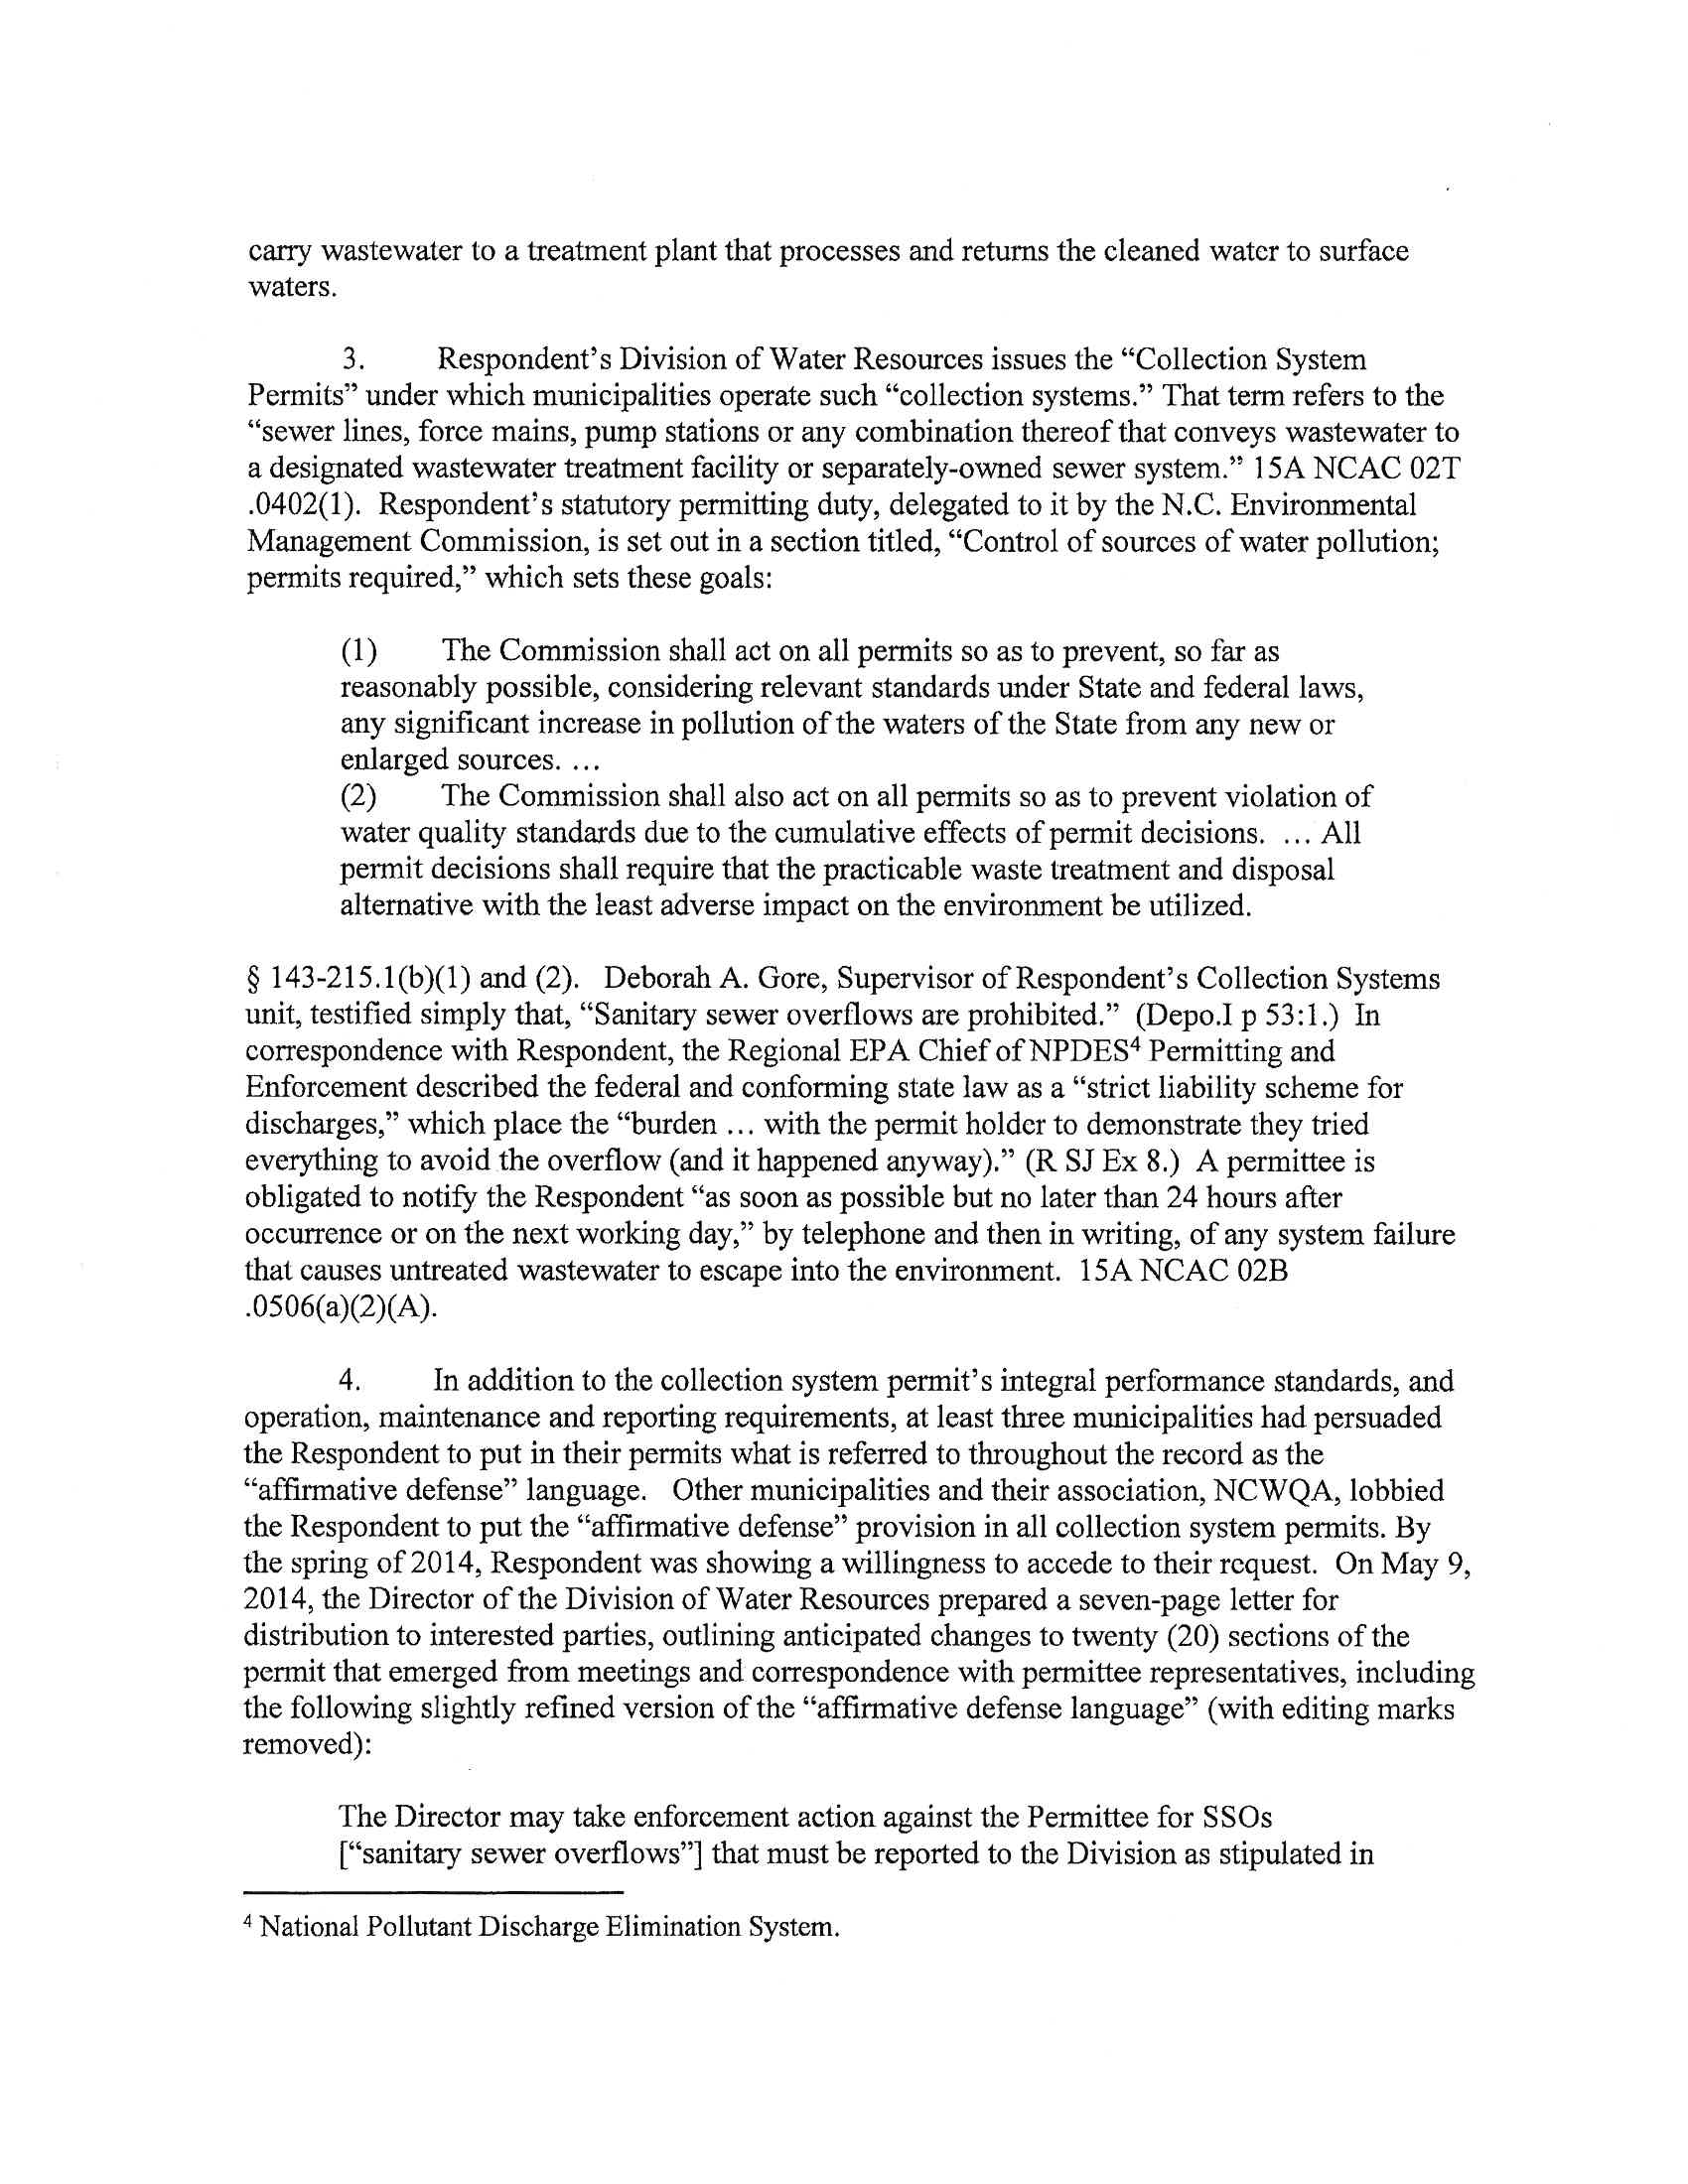 carry wastewater to a treatment plant that processes and returns the cleaned water to surface
waters.
3. Respondent's Division of Water Resources issues the “Collection System
Permits” under which municipalities operate such “collection systems.” That term refers to the
“sewer lines, force mains, pump stations or any combination thereof that conveys wastewater to
a designated wastewater treatment facility or separately-owned sewer system.” 15A NCAC 02T
.0402(1). Respondent's statutory permitting duty, delegated to it by the N.C. Environmental
Management Commission, is set out in a section titled, “Control of sources of water pollution;
permits required,” which sets these goals:
(1) The Commission shall act on all permits so as to prevent, so far as
reasonably possible, considering relevant standards under State and federal laws,
any significant increase in pollution of the waters of the State from any new or
enlarged sources. ...
(2) The Commission shall also act on all permits so as to prevent violation of
water quality standards due to the cumulative effects of permit decisions. ... All
permit decisions shall require that the practicable waste treatment and disposal
alternative with the least adverse impact on the environment be utilized.
§ 143-215.1(b)(1) and (2). Deborah A. Gore, Supervisor of Respondent's Collection Systems
unit, testified simply that, “Sanitary sewer overflows are prohibited.” (Depo.I p 53:1.) In
correspondence with Respondent, the Regional EPA Chief of NPDES⁴ Permitting and
Enforcement described the federal and conforming state law as a “strict liability scheme for
discharges,” which place the “burden ... with the permit holder to demonstrate they tried
everything to avoid the overflow (and it happened anyway).” (R SJ Ex 8.) A permittee is
obligated to notify the Respondent “as soon as possible but no later than 24 hours after
occurrence or on the next working day,” by telephone and then in writing, of any system failure
that causes untreated wastewater to escape into the environment. 15A NCAC 02B
.0506(a)(2)(A).
4. In addition to the collection system permit's integral performance standards, and
operation, maintenance and reporting requirements, at least three municipalities had persuaded
the Respondent to put in their permits what is referred to throughout the record as the
“affirmative defense” language. Other municipalities and their association, NCWQA, lobbied
the Respondent to put the “affirmative defense” provision in all collection system permits. By
the spring of 2014, Respondent was showing a willingness to accede to their request. On May 9,
2014, the Director of the Division of Water Resources prepared a seven-page letter for
distribution to interested parties, outlining anticipated changes to twenty (20) sections of the
permit that emerged from meetings and correspondence with permittee representatives, including
the following slightly refined version of the “affirmative defense language” (with editing marks
removed):
The Director may take enforcement action against the Permittee for SSOs
[“sanitary sewer overflows”] that must be reported to the Division as stipulated in
⁴ National Pollutant Discharge Elimination System.